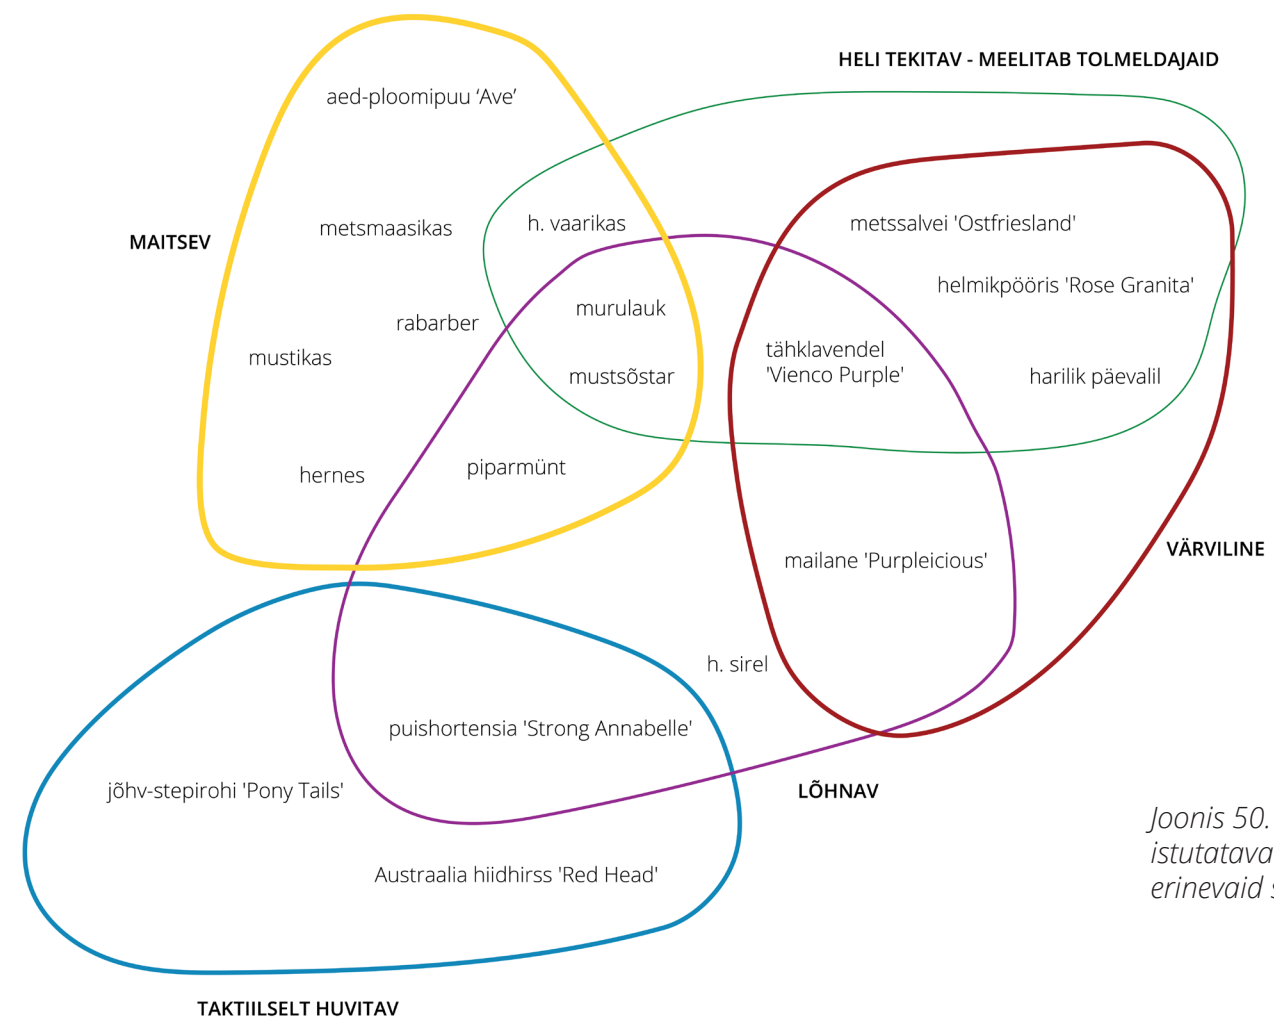 HELI TEKITAV - MEELITAB TOLMELDAJAID
aed-ploomipuu ‘Ave’
MAITSEV
metsmaasikas
h. vaarikas
metssalvei 'Ostfriesland'
helmikpööris 'Rose Granita'
murulauk
rabarber
mustikas
tähklavendel
'Vienco Purple'
mustsõstar
harilik päevalil
hernes
piparmünt
VÄRVILINE
mailane 'Purpleicious'
h. sirel
puishortensia 'Strong Annabelle'
jõhv-stepirohi 'Pony Tails'
LÕHNAV
Joonis 50.
istutatava
erinevaid s
Austraalia hiidhirss 'Red Head'
TAKTIILSELT HUVITAV